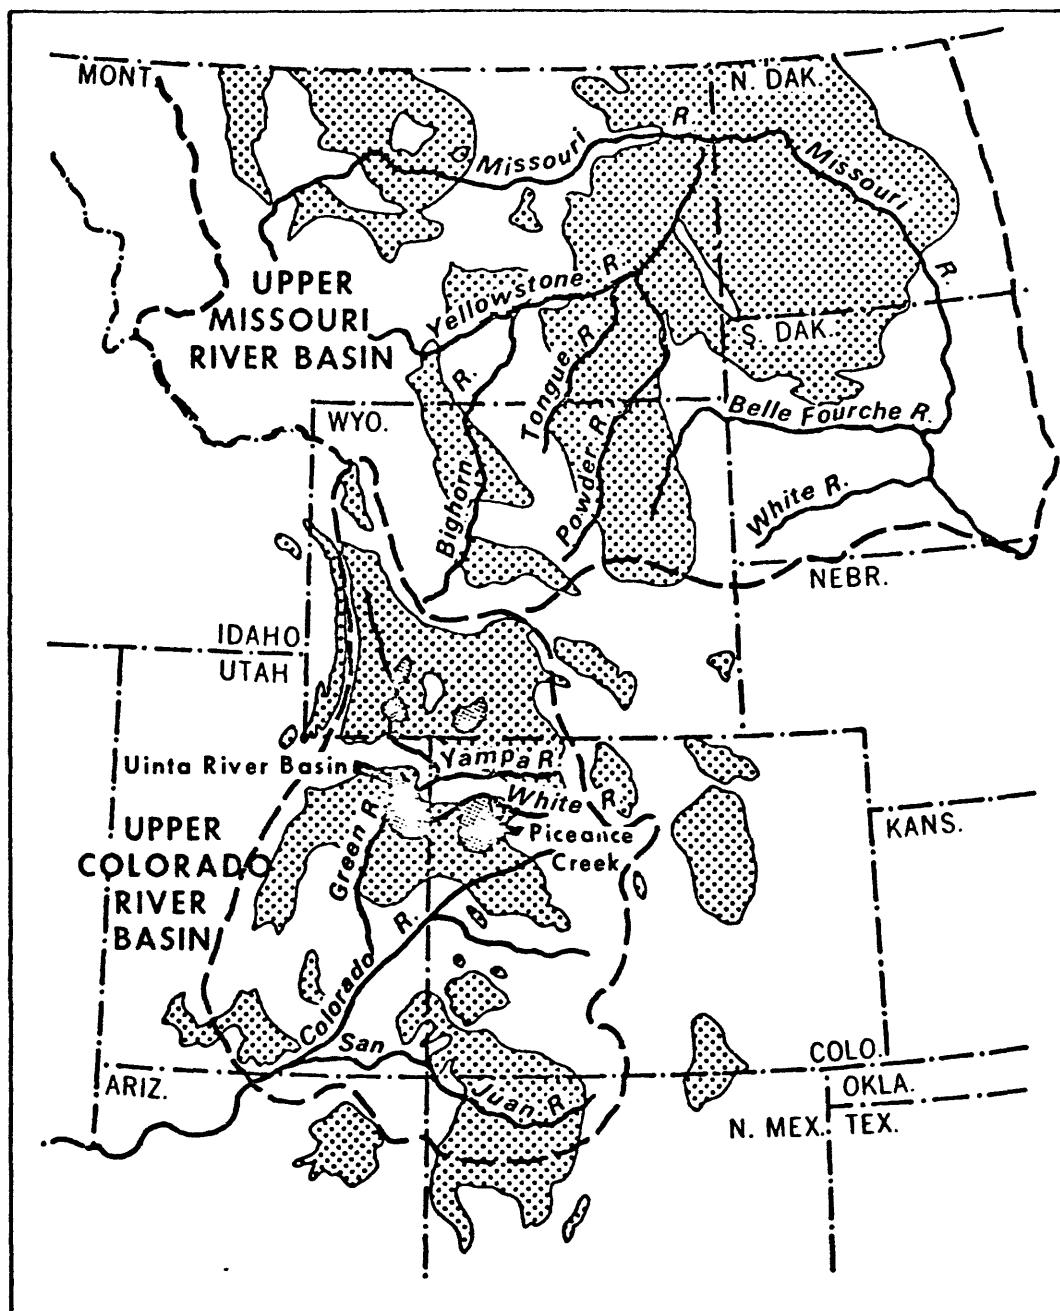 MONT.
N. DAK.
Missouri R
Missouri R.
UPPER
MISSOURI
RIVER BASIN
Yellowstone R
S. DAK.
Tongue R
Bighorn R.
Powder R.
WYO.
Belle Fourche R.
White R.
NEBR.
IDAHO
UTAH
Yampa R.
Uinta River Basin
White R.
Piceance
Creek
Green R
UPPER
COLORADO
RIVER
BASIN
KANS.
Colorado R.
San
Juan R.
COLO.
ARIZ.
OKLA.
N. MEX.
TEX.